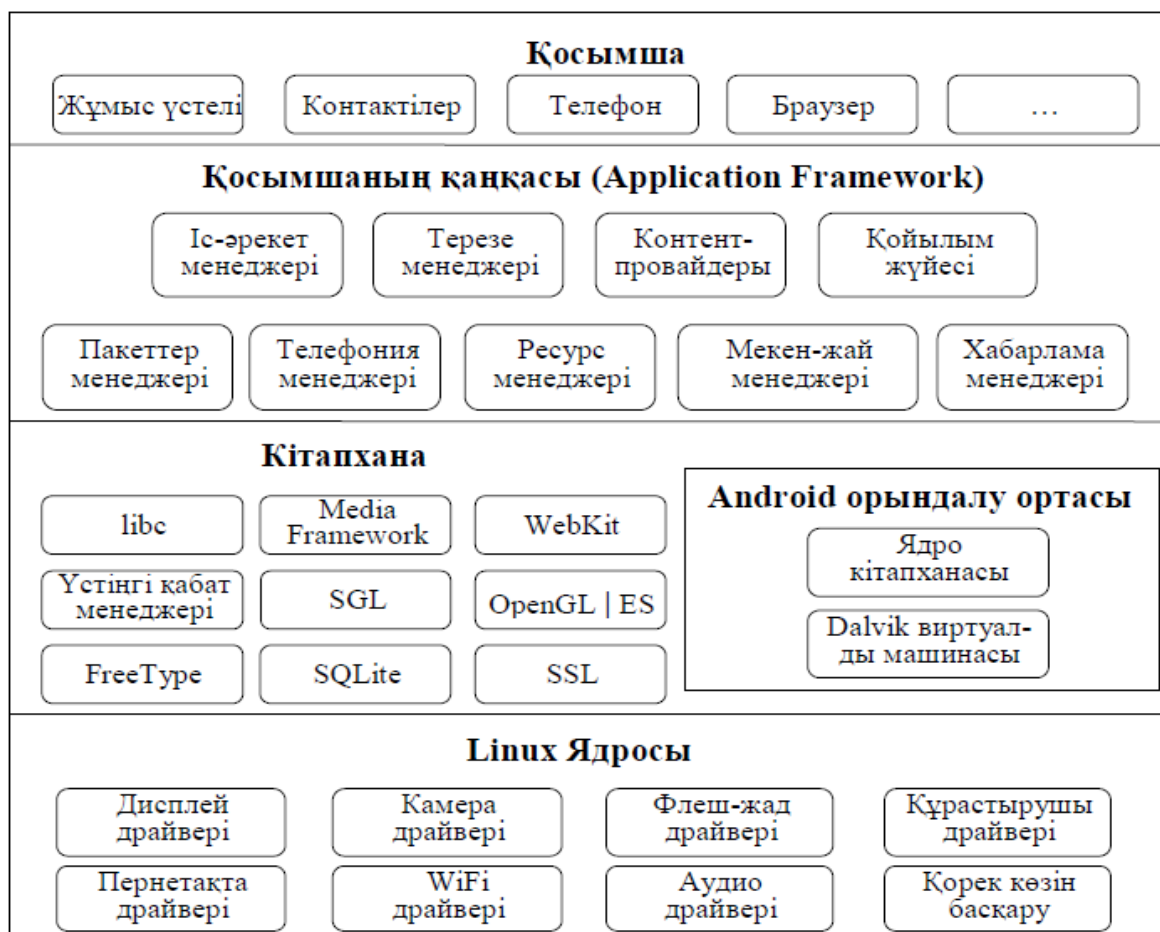 Қосымша
Жұмыс үстелі
Контактілер
Телефон
Браузер
…
Қосымшаның қаңқасы (Application Framework)
Іс-әрекет
менеджері
Терезе
менеджері
Контент-
провайдеры
Қойылым
жүйесі
Пакеттер
менеджері
Телефония
менеджері
Ресурс
менеджері
Мекен-жай
менеджері
Хабарлама
менеджері
Кітапхана
libc
Media
Framework
WebKit
Үстіңгі қабат
менеджері
SGL
OpenGL | ES
FreeType
SQLite
SSL
Android орындалу ортасы
Ядро
кітапханасы
Dalvik виртуал-
ды машинасы
Linux Ядросы
Дисплей
драйвері
Камера
драйвері
Флеш-жад
драйвері
Құрастырушы
драйвері
Пернетақта
драйвері
WiFi
драйвері
Аудио
драйвері
Қорек көзін
басқару